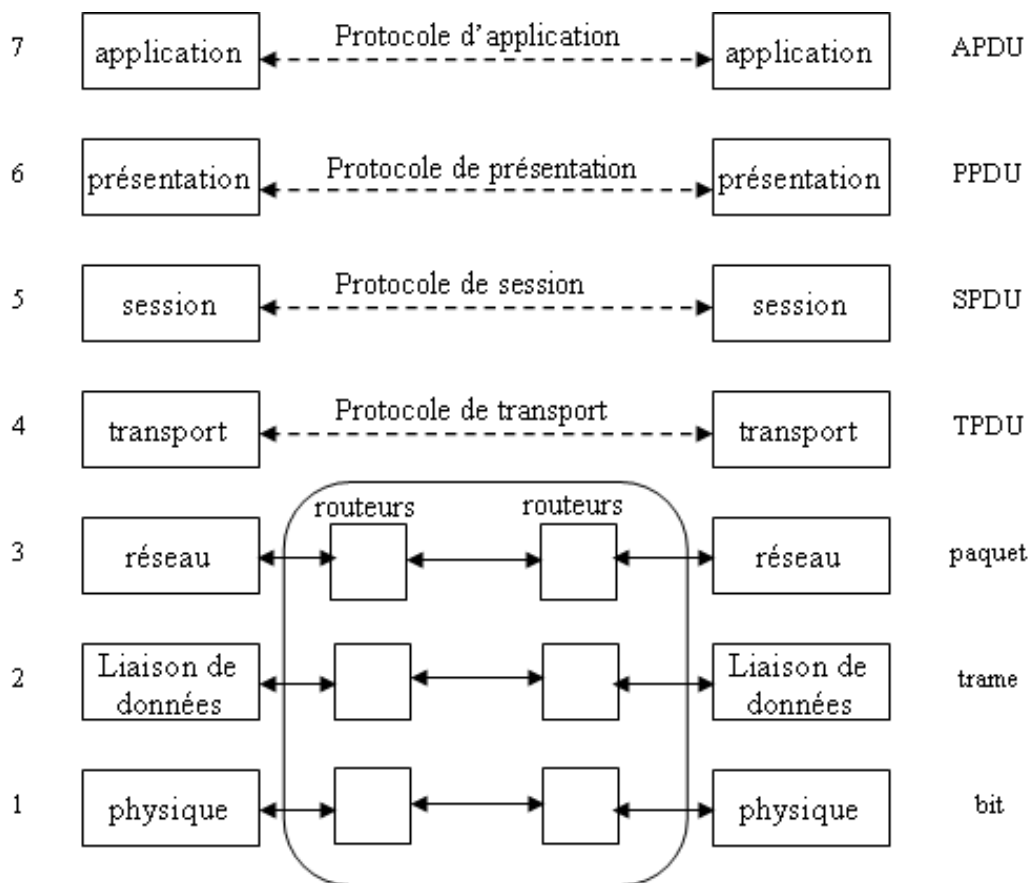 7 application Protocole d'application application APDU
6 présentation Protocole de présentation présentation PPDU
5 session Protocole de session session SPDU
4 transport Protocole de transport transport TPDU
routeurs routeurs
3 réseau réseau paquet
2 Liaison de données Liaison de données trame
1 physique physique bit